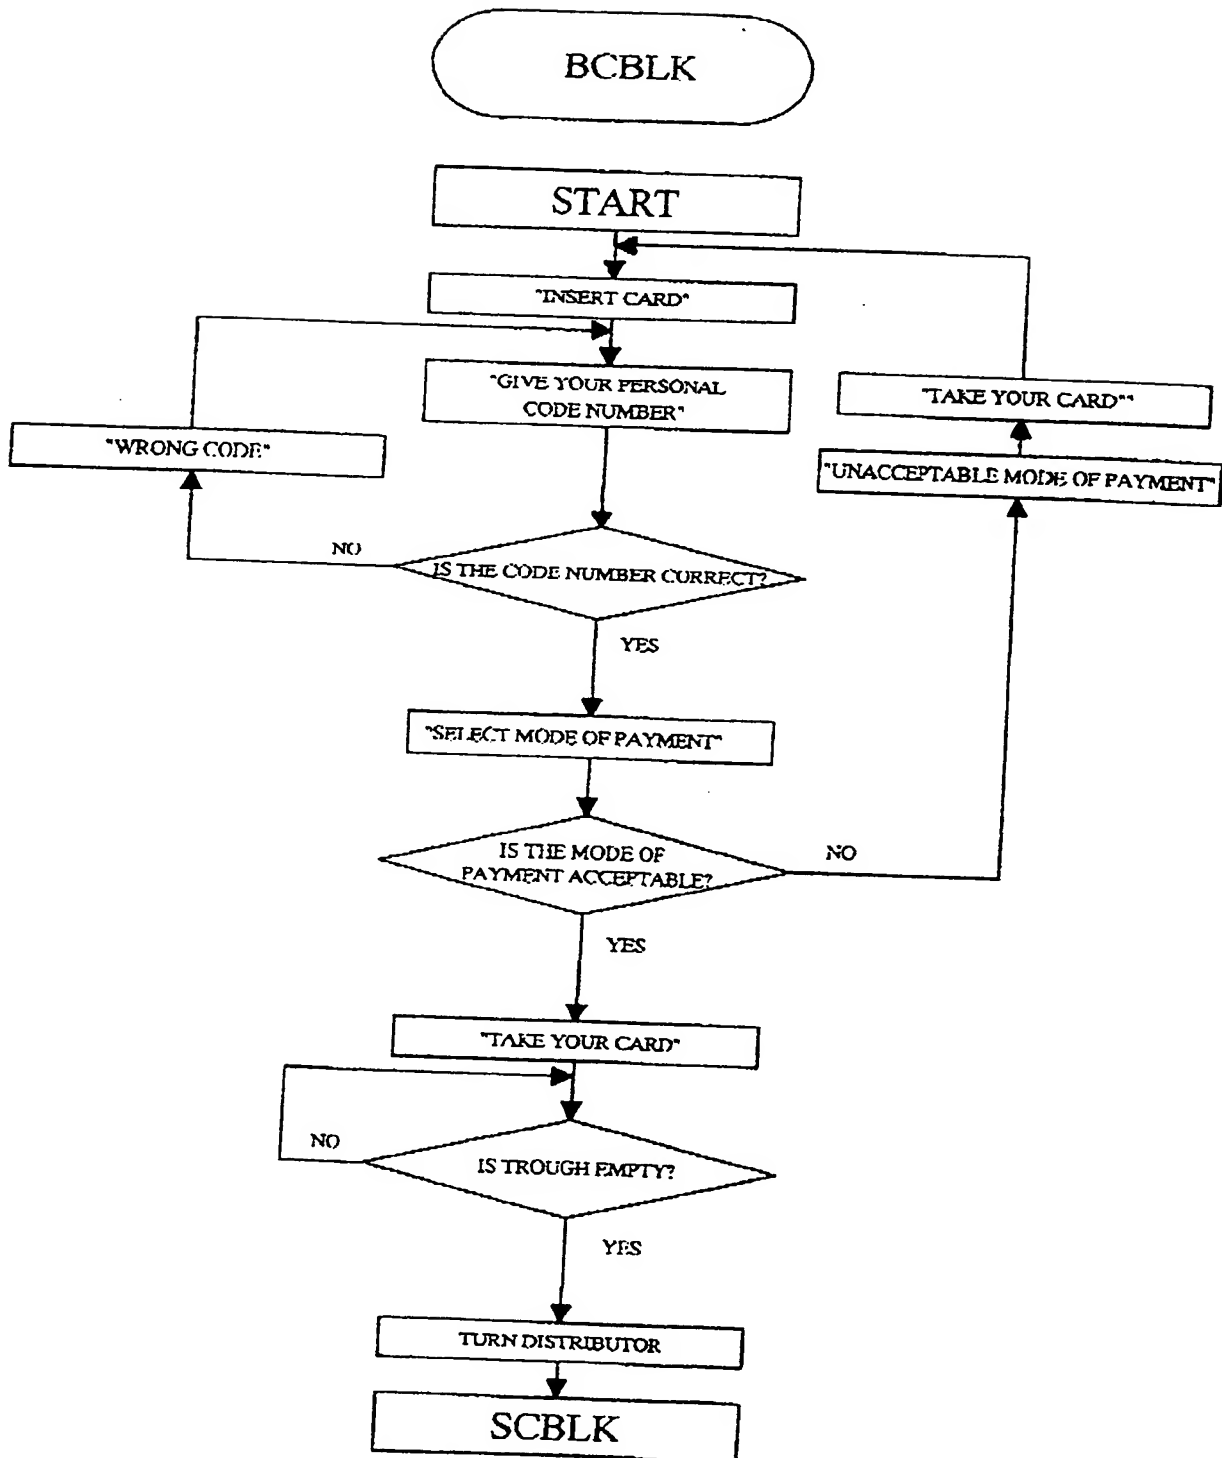 BCBLK
START
"INSERT CARD"
"GIVE YOUR PERSONAL
CODE NUMBER"
"TAKE YOUR CARD""
"WRONG CODE"
"UNACCEPTABLE MODE OF PAYMENT"
NO
IS THE CODE NUMBER CURRECT?
YES
"SELECT MODE OF PAYMENT"
IS THE MODE OF
PAYMENT ACCEPTABLE?
NO
YES
"TAKE YOUR CARD"
NO
IS TROUGH EMPTY?
YES
TURN DISTRIBUTOR
SCBLK